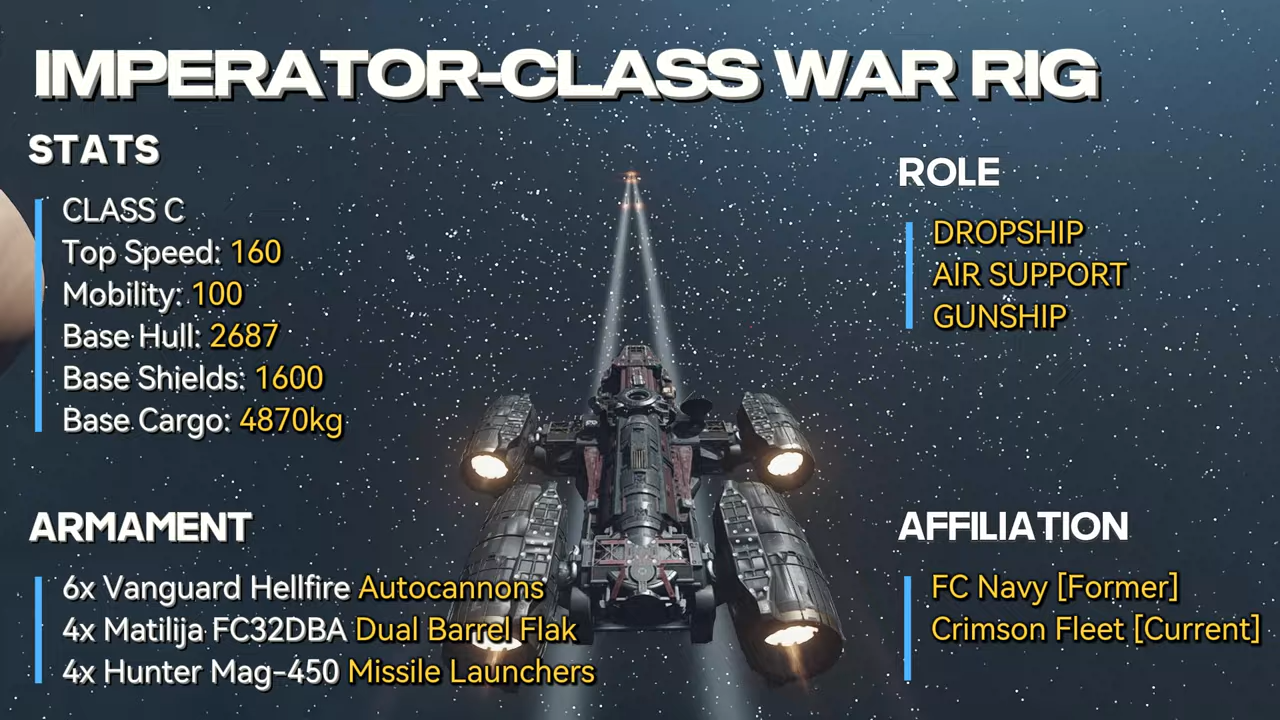 IMPERATOR-CLASS WAR RIG
STATS
CLASS C
Top Speed: 160
Mobility: 100
Base Hull: 2687
Base Shields: 1600
Base Cargo: 4870kg
ROLE
DROPSHIP
AIR SUPPORT
GUNSHIP
ARMAMENT
6x Vanguard Hellfire Autocannons
4x Matilija FC32DBA Dual Barrel Flak
4x Hunter Mag-450 Missile Launchers
AFFILIATION
FC Navy [Former]
Crimson Fleet [Current]